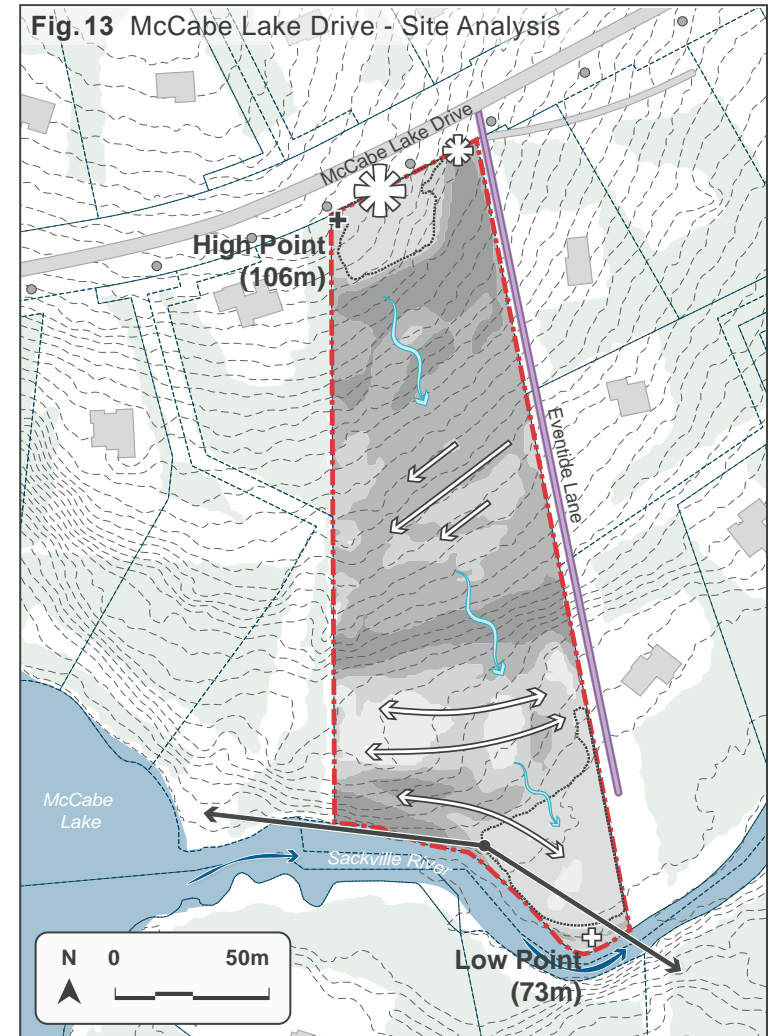 Fig. 13 McCabe Lake Drive - Site Analysis
McCabe Lake Drive
High Point
(106m)
Eventide Lane
McCabe
Lake
Sackville River
Low Point
(73m)
N 0 50m